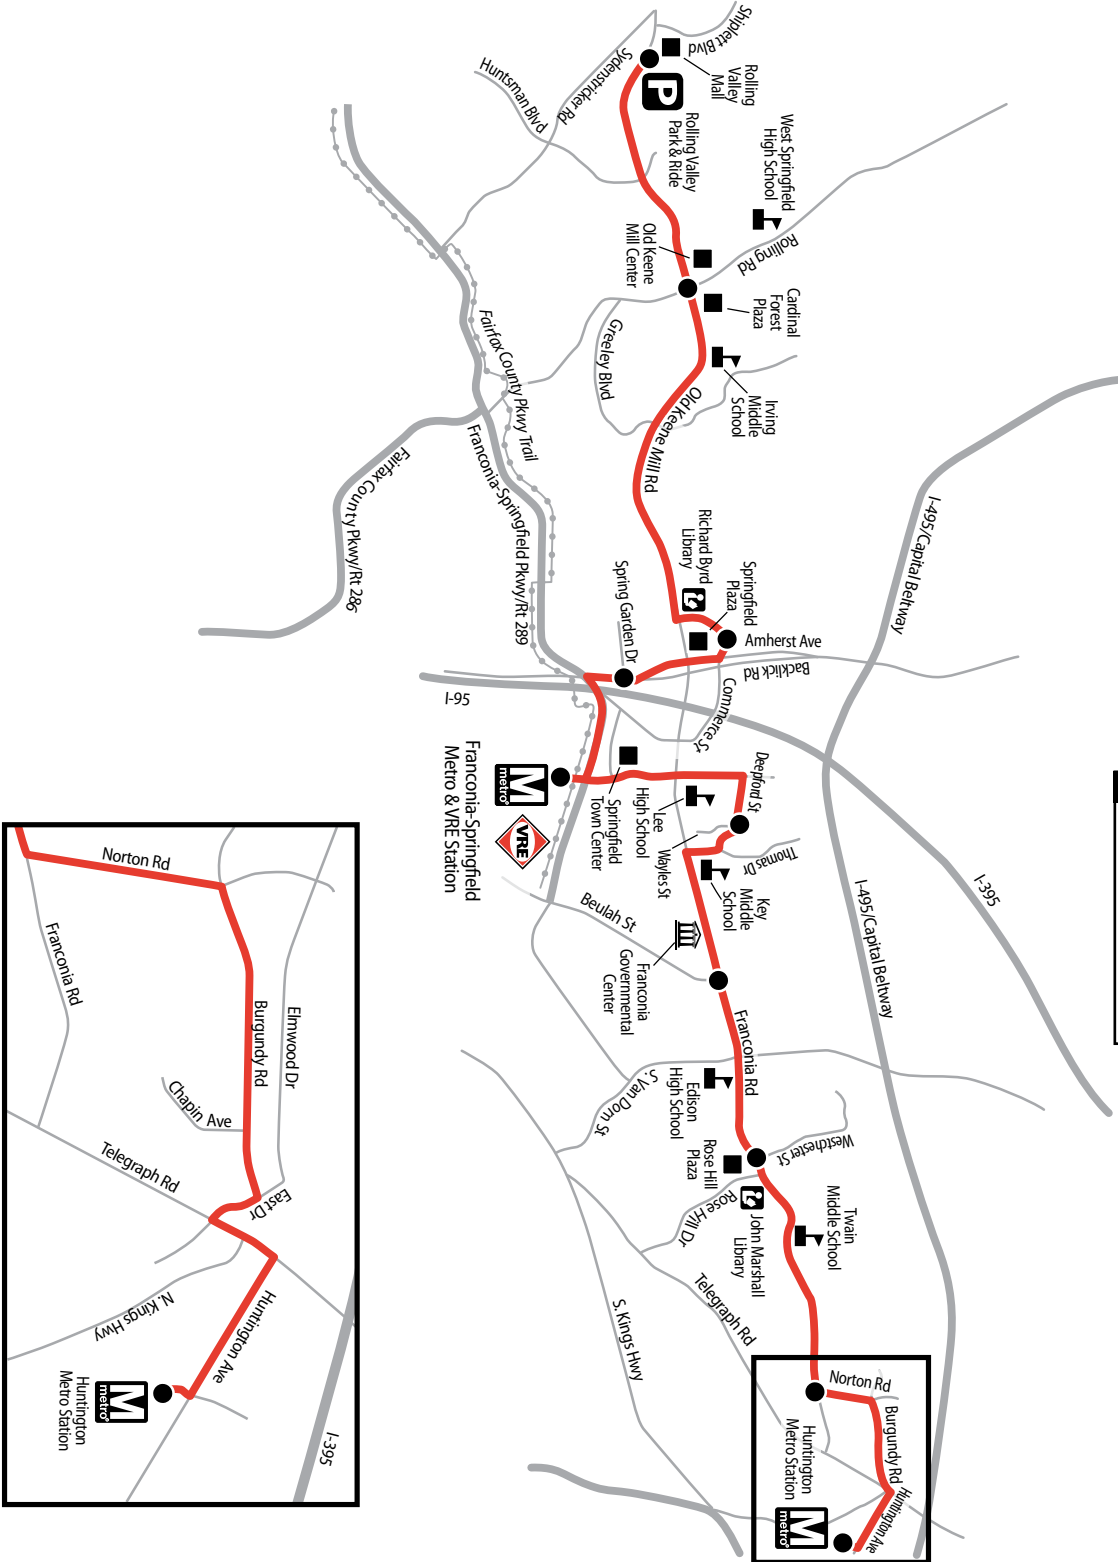 Shiplett Blvd
Rolling
Valley
Mall
Sydenstricker Rd
P
Rolling Valley
Park & Ride
Huntsman Blvd
West Springfield
High School
Rolling Rd
Old Keene
Mill Center
Cardinal
Forest
Plaza
Greeley Blvd
Irving
Middle
School
Old Keene Mill Rd
Fairfax County Pkwy Trail
Franconia-Springfield Pkwy/Rt 289
Fairfax County Pkwy/Rt 286
I-495/Capital Beltway
Richard Byrd
Library
Springfield
Plaza
Spring Garden Dr
Amherst Ave
Backlick Rd
I-95
Commerce St
Franconia-Springfield
Metro & VRE Station
M
metro
VRE
Springfield
Town Center
Lee
High School
Deepford St
Wayles St
Thomas Dr
Key
Middle
School
I-395
I-495/Capital Beltway
Beulah St
Franconia
Governmental
Center
Franconia Rd
S. Van Dorn St
Edison
High School
Rose Hill
Plaza
Westchester St
Rose Hill Dr
John Marshall
Library
Twain
Middle School
Telegraph Rd
S. Kings Hwy
Norton Rd
Burgundy Rd
Huntington Ave
Huntington
Metro Station
M
metro
Norton Rd
Franconia Rd
Burgundy Rd
Elmwood Dr
Chapin Ave
Telegraph Rd
East Dr
N. Kings Hwy
Huntington Ave
Huntington
Metro Station
M
metro
I-395